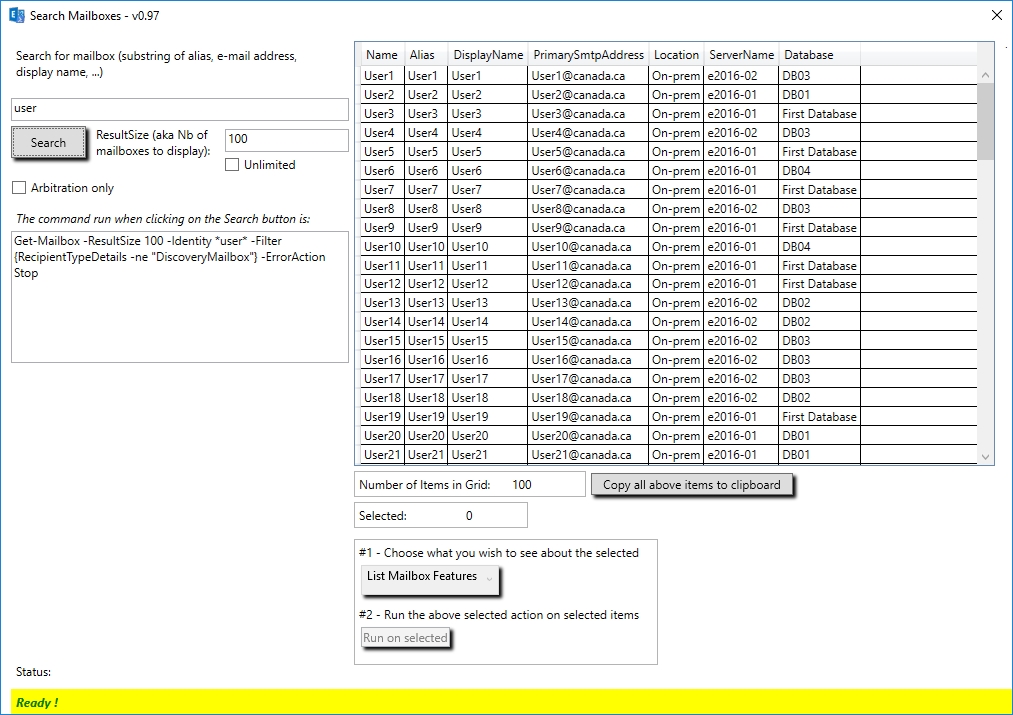 Search Mailboxes - v0.97
Search for mailbox (substring of alias, e-mail address,
display name, ...)
user
Search
ResultSize (aka Nb of
mailboxes to display):
100
Unlimited
Arbitration only
The command run when clicking on the Search button is:
Get-Mailbox -ResultSize 100 -Identity *user* -Filter
{RecipientTypeDetails -ne "DiscoveryMailbox"} -ErrorAction
Stop
Name Alias DisplayName PrimarySmtpAddress Location ServerName Database
User1 User1 User1 User1@canada.ca On-prem e2016-02 DB03
User2 User2 User2 User2@canada.ca On-prem e2016-02 DB01
User3 User3 User3 User3@canada.ca On-prem e2016-01 First Database
User4 User4 User4 User4@canada.ca On-prem e2016-02 DB03
User5 User5 User5 User5@canada.ca On-prem e2016-01 First Database
User6 User6 User6 User6@canada.ca On-prem e2016-01 DB04
User7 User7 User7 User7@canada.ca On-prem e2016-01 First Database
User8 User8 User8 User8@canada.ca On-prem e2016-02 DB03
User9 User9 User9 User9@canada.ca On-prem e2016-01 First Database
User10 User10 User10 User10@canada.ca On-prem e2016-01 DB04
User11 User11 User11 User11@canada.ca On-prem e2016-01 First Database
User12 User12 User12 User12@canada.ca On-prem e2016-01 First Database
User13 User13 User13 User13@canada.ca On-prem e2016-02 DB02
User14 User14 User14 User14@canada.ca On-prem e2016-02 DB02
User15 User15 User15 User15@canada.ca On-prem e2016-02 DB03
User16 User16 User16 User16@canada.ca On-prem e2016-02 DB03
User17 User17 User17 User17@canada.ca On-prem e2016-02 DB03
User18 User18 User18 User18@canada.ca On-prem e2016-02 DB02
User19 User19 User19 User19@canada.ca On-prem e2016-01 First Database
User20 User20 User20 User20@canada.ca On-prem e2016-01 DB01
User21 User21 User21 User21@canada.ca On-prem e2016-01 DB01
Number of Items in Grid: 100
Copy all above items to clipboard
Selected: 0
#1 - Choose what you wish to see about the selected
List Mailbox Features
#2 - Run the above selected action on selected items
Run on selected
Status:
Ready !